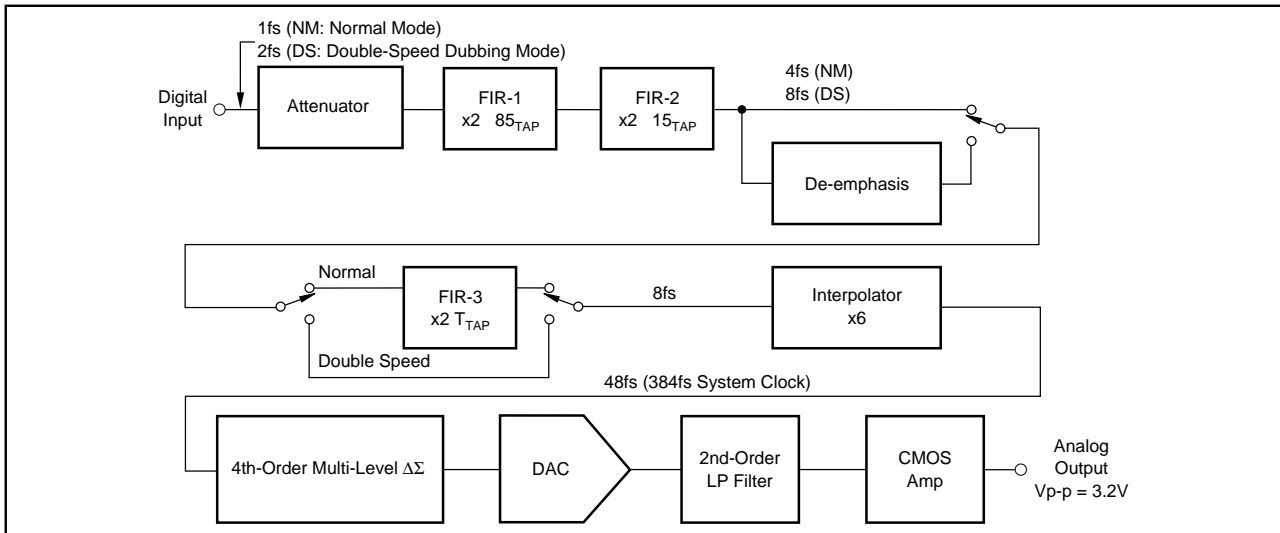 1fs (NM: Normal Mode)
2fs (DS: Double-Speed Dubbing Mode)
Digital
Input
Attenuator
FIR-1
x2 85TAP
FIR-2
x2 15TAP
4fs (NM)
8fs (DS)
De-emphasis
Normal
FIR-3
x2 TTAP
Double Speed
8fs
Interpolator
x6
48fs (384fs System Clock)
4th-Order Multi-Level ΔΣ
DAC
2nd-Order
LP Filter
CMOS
Amp
Analog
Output
Vp-p = 3.2V